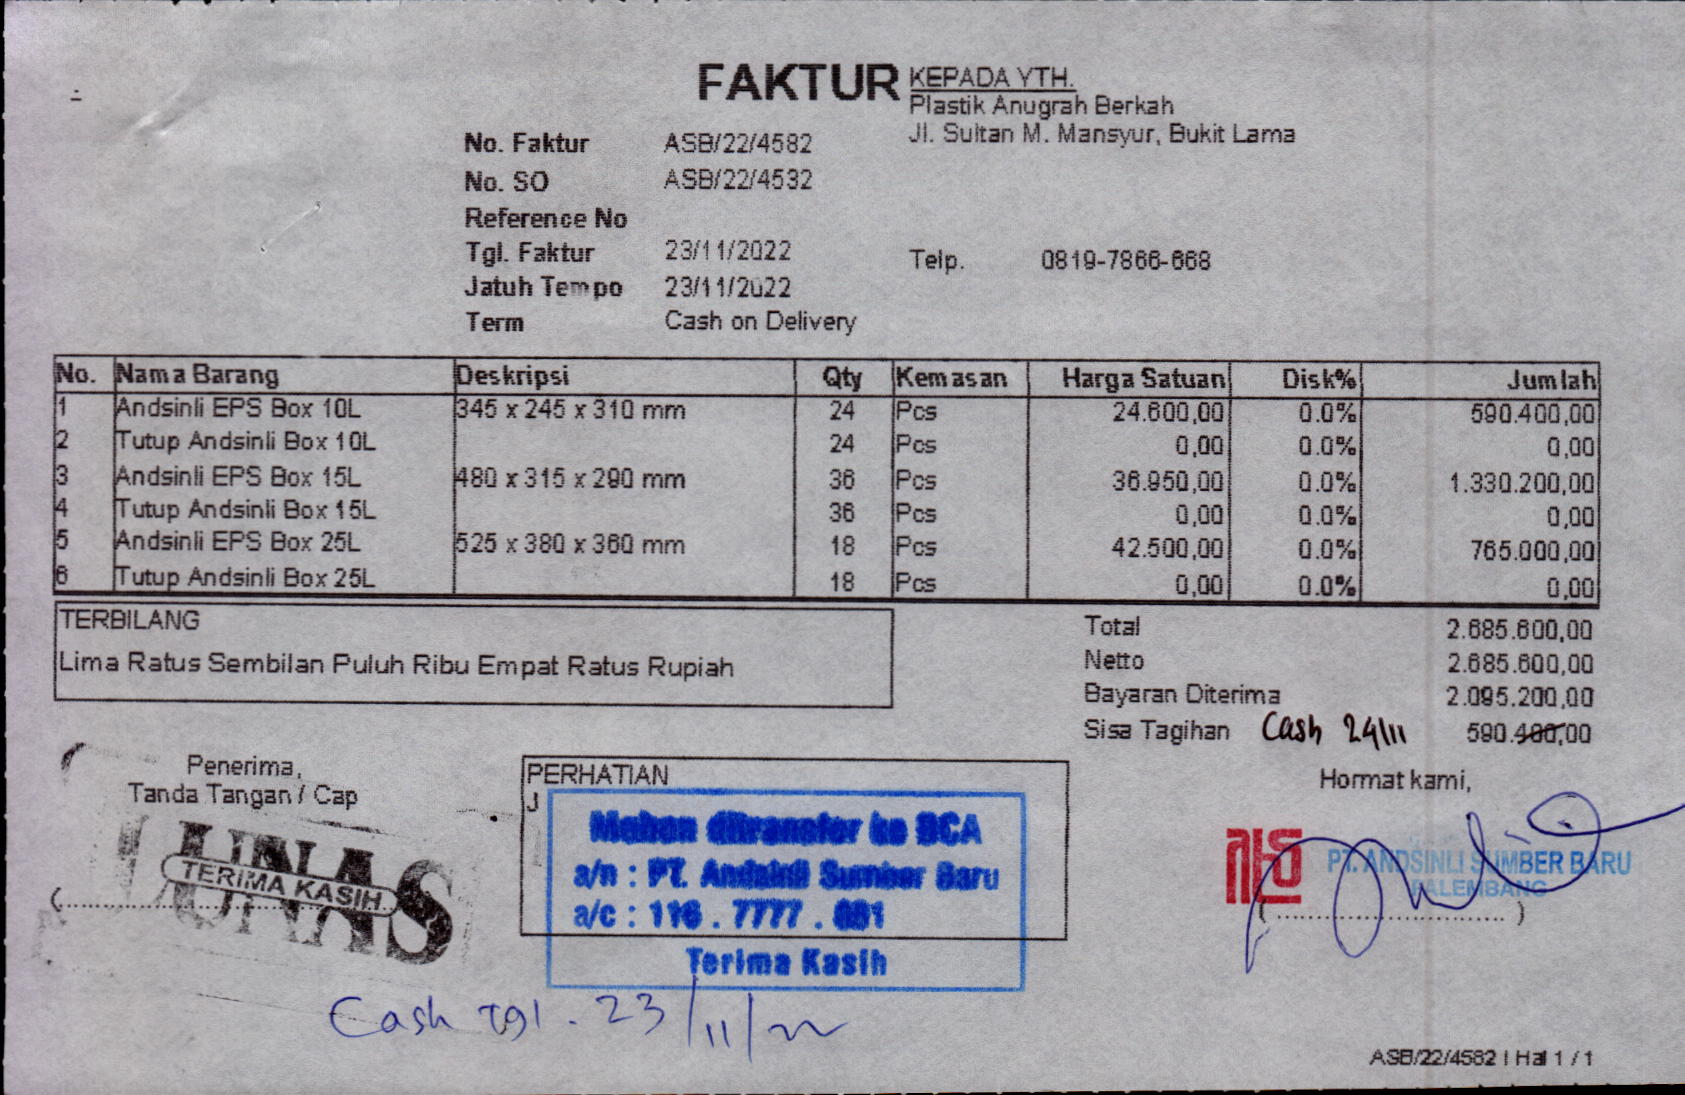 FAKTUR
KEPADA YTH.
Plastik Anugrah Berkah
Jl. Sultan M. Mansyur, Bukit Lama
No. Faktur ASB/22/4582
No. SO ASB/22/4532
Reference No
Tgl. Faktur 23/11/2022
Telp. 0819-7866-668
Jatuh Tempo 23/11/2022
Term Cash on Delivery
No. Nama Barang Deskripsi Qty Kemasan Harga Satuan Disk% Jumlah
1 Andsinli EPS Box 10L 345 x 245 x 310 mm 24 Pcs 24.600,00 0.0% 590.400,00
2 Tutup Andsinli Box 10L 24 Pcs 0,00 0.0% 0,00
3 Andsinli EPS Box 15L 480 x 315 x 290 mm 36 Pcs 36.950,00 0.0% 1.330.200,00
4 Tutup Andsinli Box 15L 36 Pcs 0,00 0.0% 0,00
5 Andsinli EPS Box 25L 525 x 380 x 360 mm 18 Pcs 42.500,00 0.0% 765.000,00
6 Tutup Andsinli Box 25L 18 Pcs 0,00 0.0% 0,00
TERBILANG
Lima Ratus Sembilan Puluh Ribu Empat Ratus Rupiah
Total 2.685.600,00
Netto 2.685.600,00
Bayaran Diterima 2.095.200,00
Sisa Tagihan Cash 24/11 590.400,00
Penerima,
Tanda Tangan / Cap
LUNAS
TERIMA KASIH
PERHATIAN
J
Mohon ditransfer ke BCA
a/n : PT. Andsinli Sumber Baru
a/c : 116 . 7777 . 
Terima Kasih
Hormat kami,
PT. ANDSINLI SUMBER BARU
PALEMBANG
Cash Tgl. 23/11/22
ASB/22/4582 | Hal 1 / 1